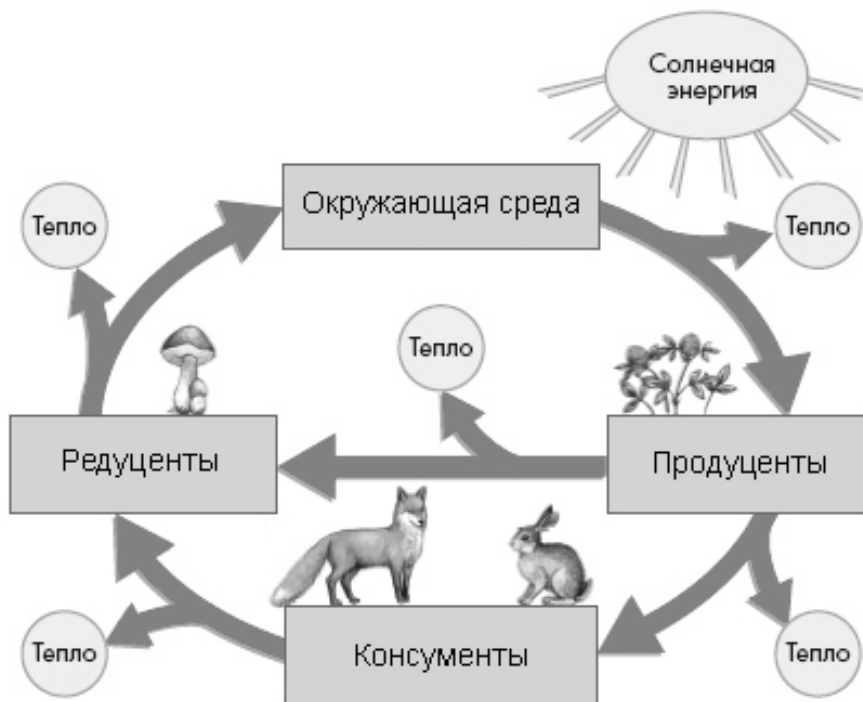 Солнечная
энергия
Окружающая среда
Тепло
Тепло
Тепло
Редуценты
Продуценты
Тепло
Консументы
Тепло